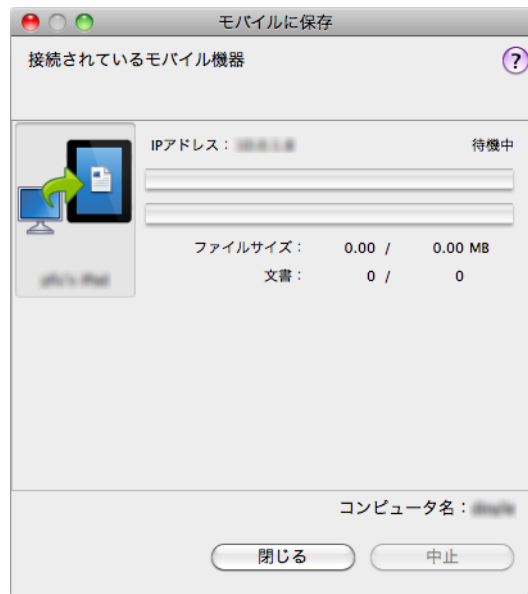 モバイルに保存
接続されているモバイル機器
?
IPアドレス：
待機中
ファイルサイズ： 0.00 / 0.00 MB
文書： 0 / 0
コンピュータ名：
閉じる
中止